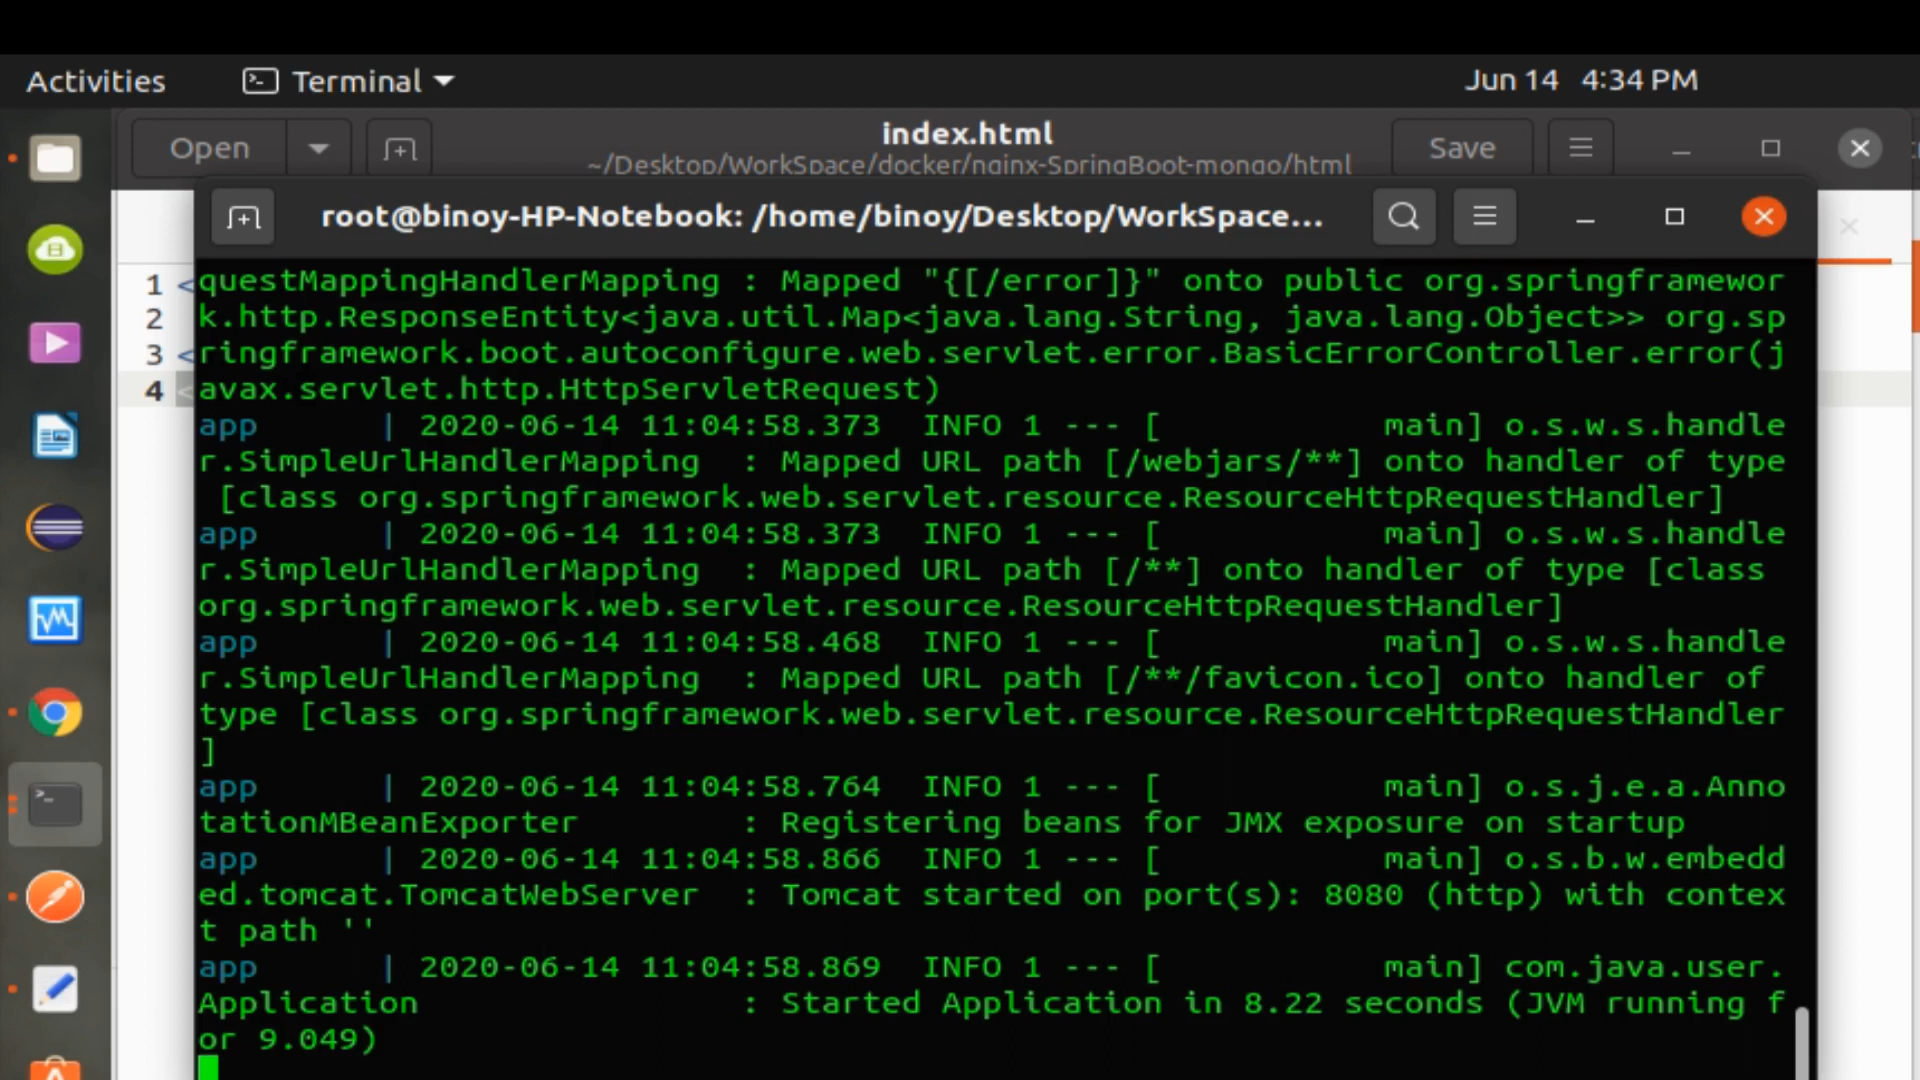 Activities
Terminal
Jun 14 4:34 PM
Open
index.html
Save
~/Desktop/WorkSpace/docker/nginx-SpringBoot-mongo/html
root@binoy-HP-Notebook: /home/binoy/Desktop/WorkSpace...
1 <
2
3 <
4 <
questMappingHandlerMapping : Mapped "{[/error]}" onto public org.springframewor
k.http.ResponseEntity<java.util.Map<java.lang.String, java.lang.Object>> org.sp
ringframework.boot.autoconfigure.web.servlet.error.BasicErrorController.error(j
avax.servlet.http.HttpServletRequest)
app      | 2020-06-14 11:04:58.373  INFO 1 --- [           main] o.s.w.s.handle
r.SimpleUrlHandlerMapping  : Mapped URL path [/webjars/**] onto handler of type
 [class org.springframework.web.servlet.resource.ResourceHttpRequestHandler]
app      | 2020-06-14 11:04:58.373  INFO 1 --- [           main] o.s.w.s.handle
r.SimpleUrlHandlerMapping  : Mapped URL path [/**] onto handler of type [class
org.springframework.web.servlet.resource.ResourceHttpRequestHandler]
app      | 2020-06-14 11:04:58.468  INFO 1 --- [           main] o.s.w.s.handle
r.SimpleUrlHandlerMapping  : Mapped URL path [/**/favicon.ico] onto handler of
type [class org.springframework.web.servlet.resource.ResourceHttpRequestHandler
]
app      | 2020-06-14 11:04:58.764  INFO 1 --- [           main] o.s.j.e.a.Anno
tationMBeanExporter        : Registering beans for JMX exposure on startup
app      | 2020-06-14 11:04:58.866  INFO 1 --- [           main] o.s.b.w.embedd
ed.tomcat.TomcatWebServer  : Tomcat started on port(s): 8080 (http) with contex
t path ''
app      | 2020-06-14 11:04:58.869  INFO 1 --- [           main] com.java.user.
Application                : Started Application in 8.22 seconds (JVM running f
or 9.049)